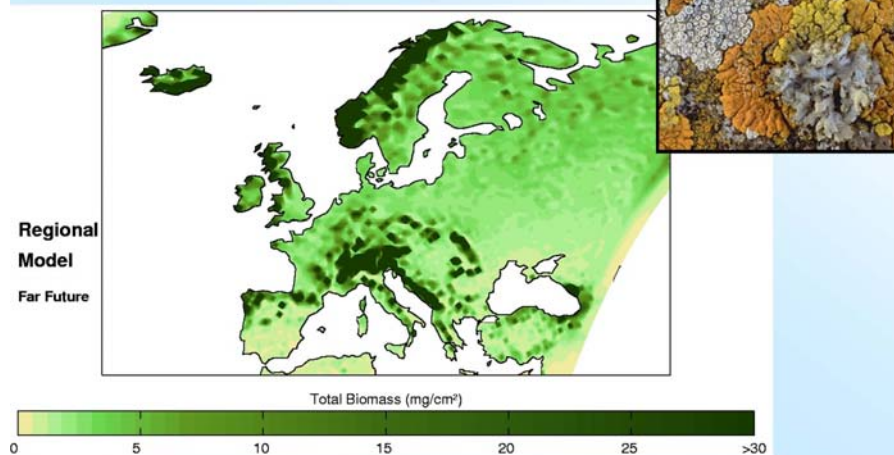 Regional
Model
Far Future
Total Biomass (mg/cm²)
0 5 10 15 20 25 >30